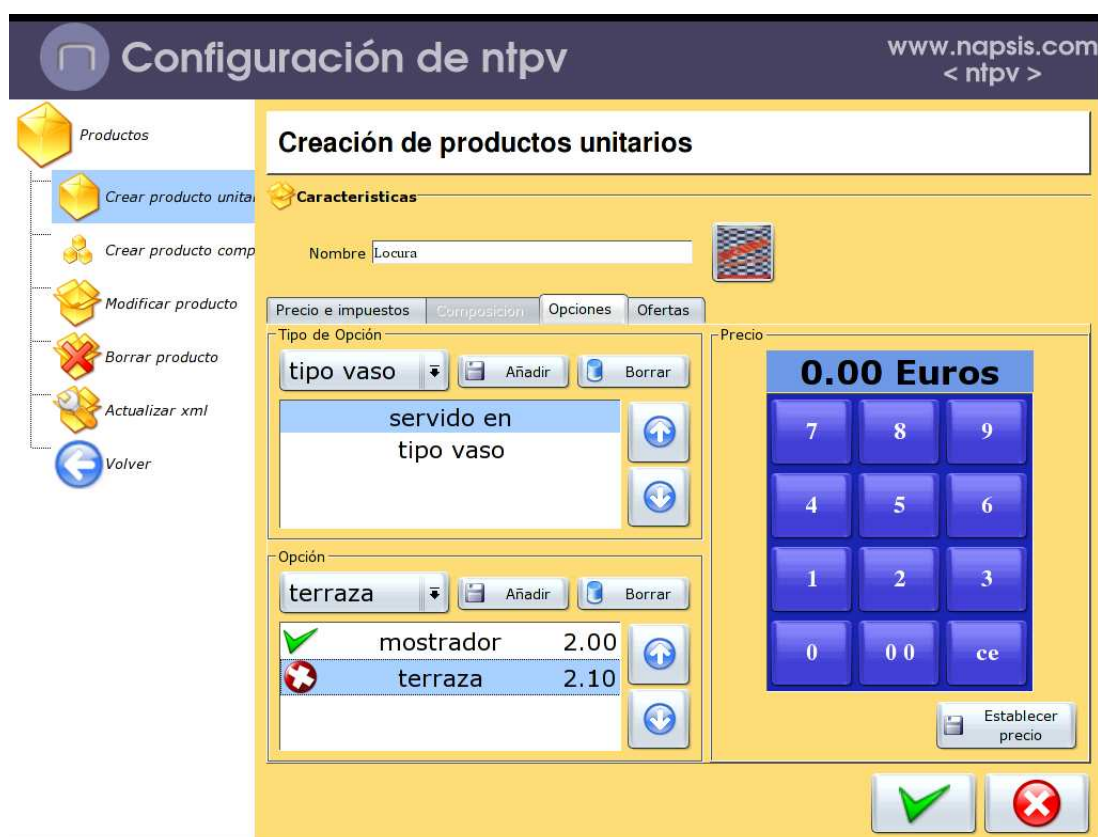 Configuración de ntpv
www.napsis.com
< ntpv >
Productos
Crear producto unita
Crear producto comp
Modificar producto
Borrar producto
Actualizar xml
Volver
Creación de productos unitarios
Caracteristicas
Nombre Locura
Precio e impuestos Composicion Opciones Ofertas
Tipo de Opción
tipo vaso Añadir Borrar
servido en
tipo vaso
Opción
terraza Añadir Borrar
mostrador 2.00
terraza 2.10
Precio
0.00 Euros
7 8 9
4 5 6
1 2 3
0 0 0 ce
Establecer
precio